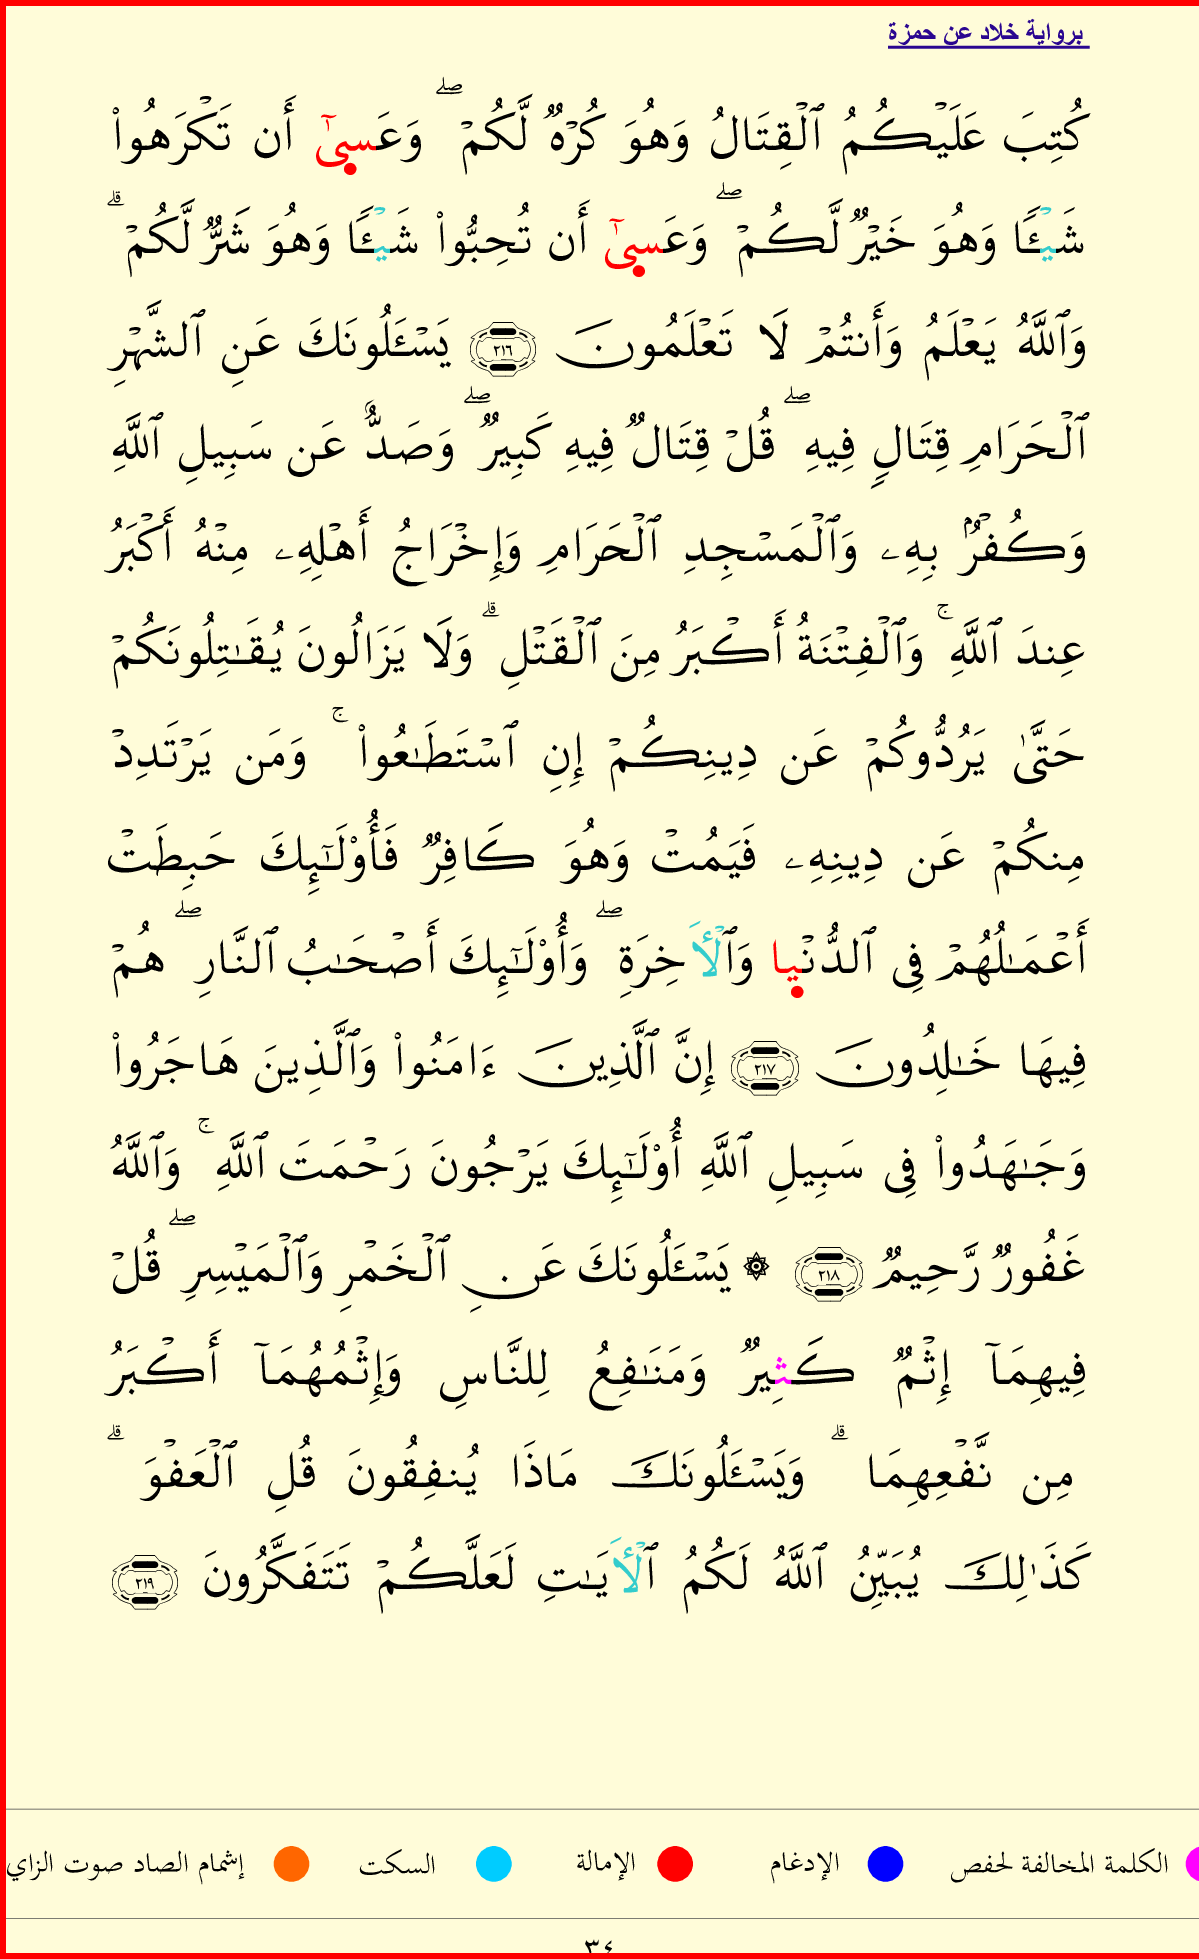 برواية خلاد عن حمزة
كُتِبَ عَلَيۡكُمُ ٱلۡقِتَالُ وَهُوَ كُرۡهٞ لَّكُمۡۖ وَعَسىٰٓ أَن تَكۡرَهُواْ
شَيۡـٔٗا وَهُوَ خَيۡرٞ لَّكُمۡۖ وَعَسىٰٓ أَن تُحِبُّواْ شَيۡـٔٗا وَهُوَ شَرّٞ لَّكُمۡۗ
وَٱللَّهُ يَعۡلَمُ وَأَنتُمۡ لَا تَعۡلَمُونَ ٢١٦ يَسۡـَٔلُونَكَ عَنِ ٱلشَّهۡرِ
ٱلۡحَرَامِ قِتَالٖ فِيهِۖ قُلۡ قِتَالٞ فِيهِ كَبِيرٞۖ وَصَدٌّ عَن سَبِيلِ ٱللَّهِ
وَكُفۡرُۢ بِهِۦ وَٱلۡمَسۡجِدِ ٱلۡحَرَامِ وَإِخۡرَاجُ أَهۡلِهِۦ مِنۡهُ أَكۡبَرُ
عِندَ ٱللَّهِۚ وَٱلۡفِتۡنَةُ أَكۡبَرُ مِنَ ٱلۡقَتۡلِۗ وَلَا يَزَالُونَ يُقَٰتِلُونَكُمۡ
حَتَّىٰ يَرُدُّوكُمۡ عَن دِينِكُمۡ إِنِ ٱسۡتَطَٰعُواْۚ وَمَن يَرۡتَدِدۡ
مِنكُمۡ عَن دِينِهِۦ فَيَمُتۡ وَهُوَ كَافِرٞ فَأُوْلَٰٓئِكَ حَبِطَتۡ
أَعۡمَٰلُهُمۡ فِي ٱلدُّنۡيا وَٱلۡأٓخِرَةِۖ وَأُوْلَٰٓئِكَ أَصۡحَٰبُ ٱلنَّارِۖ هُمۡ
فِيهَا خَٰلِدُونَ ٢١٧ إِنَّ ٱلَّذِينَ ءَامَنُواْ وَٱلَّذِينَ هَاجَرُواْ
وَجَٰهَدُواْ فِي سَبِيلِ ٱللَّهِ أُوْلَٰٓئِكَ يَرۡجُونَ رَحۡمَتَ ٱللَّهِۚ وَٱللَّهُ
غَفُورٞ رَّحِيمٞ ٢١٨ ۞ يَسۡـَٔلُونَكَ عَنِ ٱلۡخَمۡرِ وَٱلۡمَيۡسِرِۖ قُلۡ
فِيهِمَآ إِثۡمٞ كَثِيرٞ وَمَنَٰفِعُ لِلنَّاسِ وَإِثۡمُهُمَآ أَكۡبَرُ
مِن نَّفۡعِهِمَاۗ وَيَسۡـَٔلُونَكَ مَاذَا يُنفِقُونَ قُلِ ٱلۡعَفۡوَۗ
كَذَٰلِكَ يُبَيِّنُ ٱللَّهُ لَكُمُ ٱلۡأٓيَٰتِ لَعَلَّكُمۡ تَتَفَكَّرُونَ ٢١٩
الكلمة المخالفة لحفص الإدغام الإمالة السكت إشمام الصاد صوت الزاي
٣٤